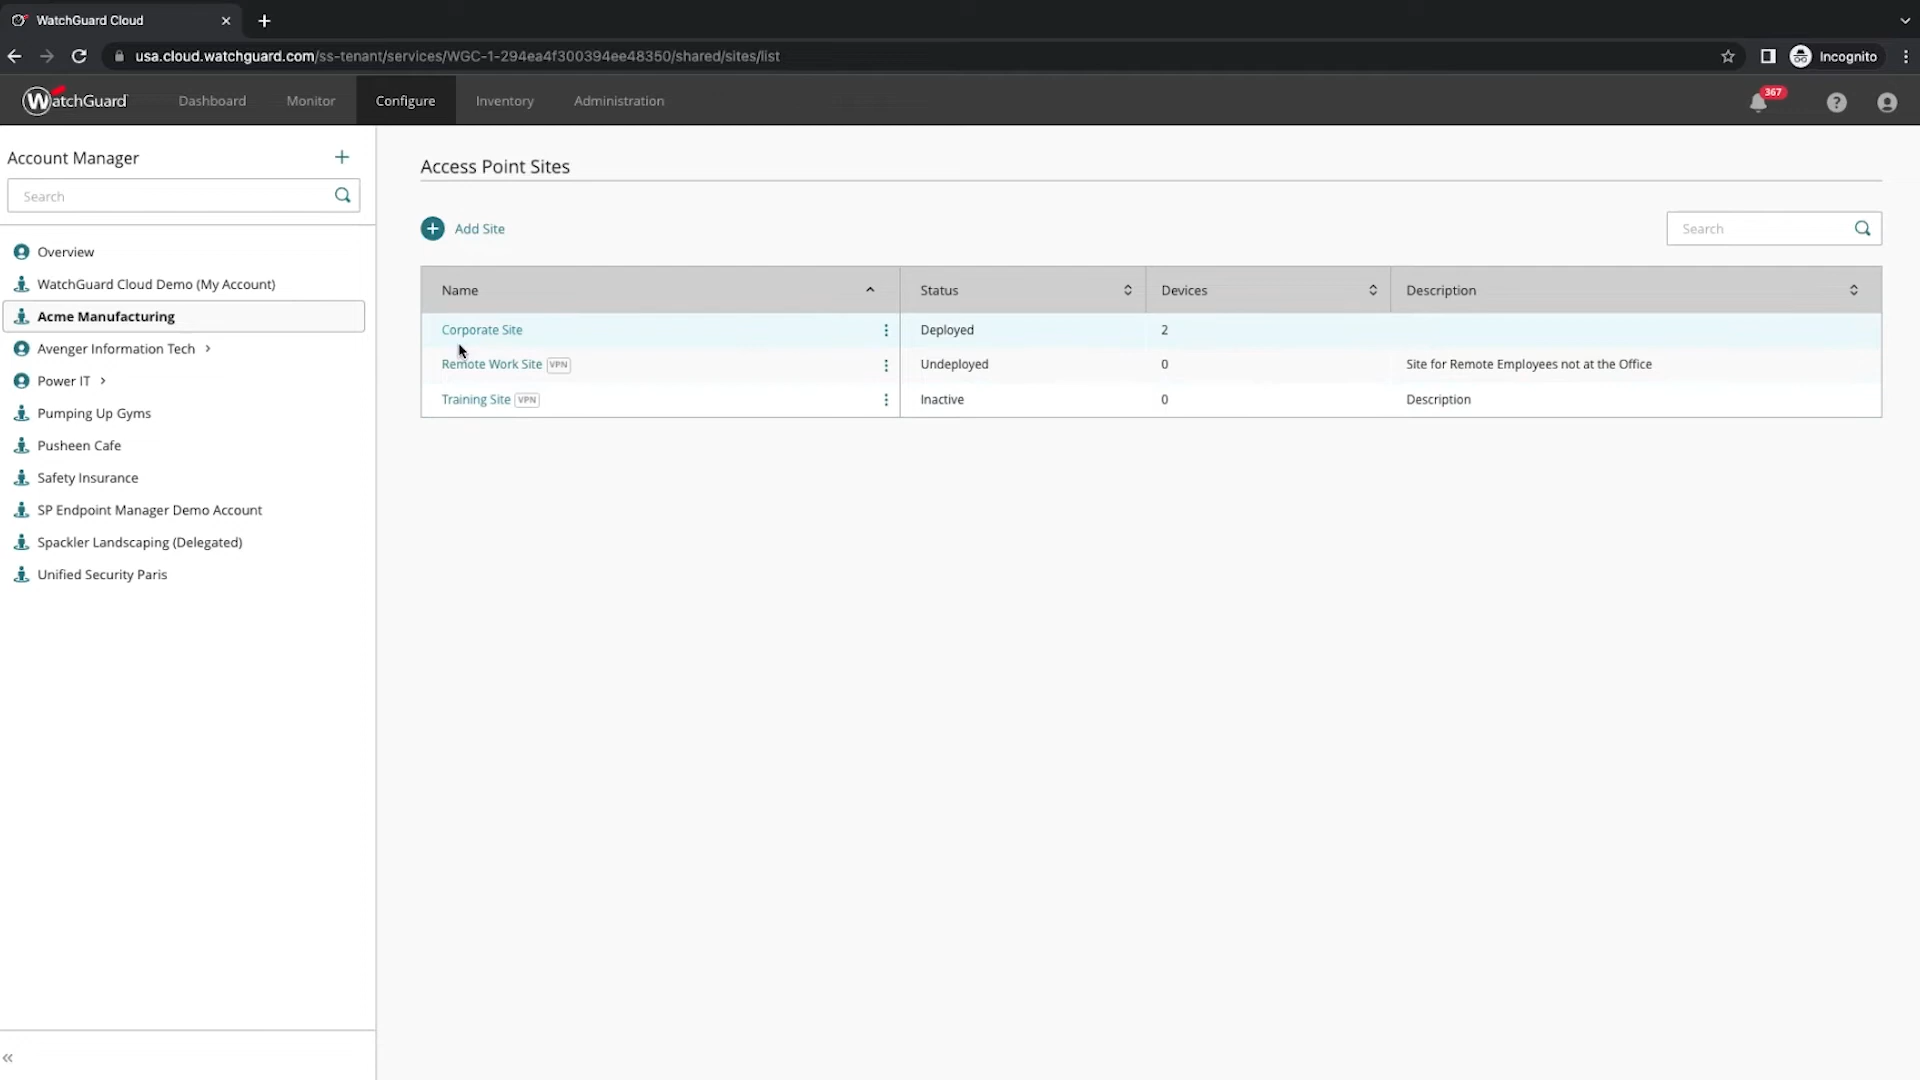 WatchGuard Cloud
usa.cloud.watchguard.com/ss-tenant/services/WGC-1-294ea4f300394ee48350/shared/sites/list
Incognito
WatchGuard
Dashboard
Monitor
Configure
Inventory
Administration
367
Account Manager
Search
Overview
WatchGuard Cloud Demo (My Account)
Acme Manufacturing
Avenger Information Tech
Power IT
Pumping Up Gyms
Pusheen Cafe
Safety Insurance
SP Endpoint Manager Demo Account
Spackler Landscaping (Delegated)
Unified Security Paris
Access Point Sites
Add Site
Search
Name Status Devices Description
Corporate Site Deployed 2
Remote Work Site VPN Undeployed 0 Site for Remote Employees not at the Office
Training Site VPN Inactive 0 Description